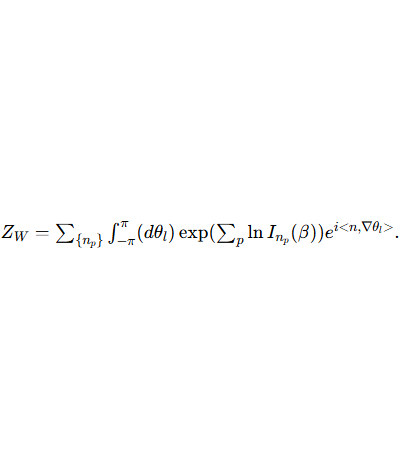 $Z_W = \sum_{\{n_p\}} \int_{-\pi}^{\pi} (d\theta_l) \exp(\sum_p \ln I_{n_p}(\beta)) e^{i<n,\nabla\theta_l>}.$